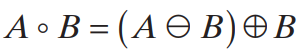 A ∘ B = (A ⊖ B) ⊕ B